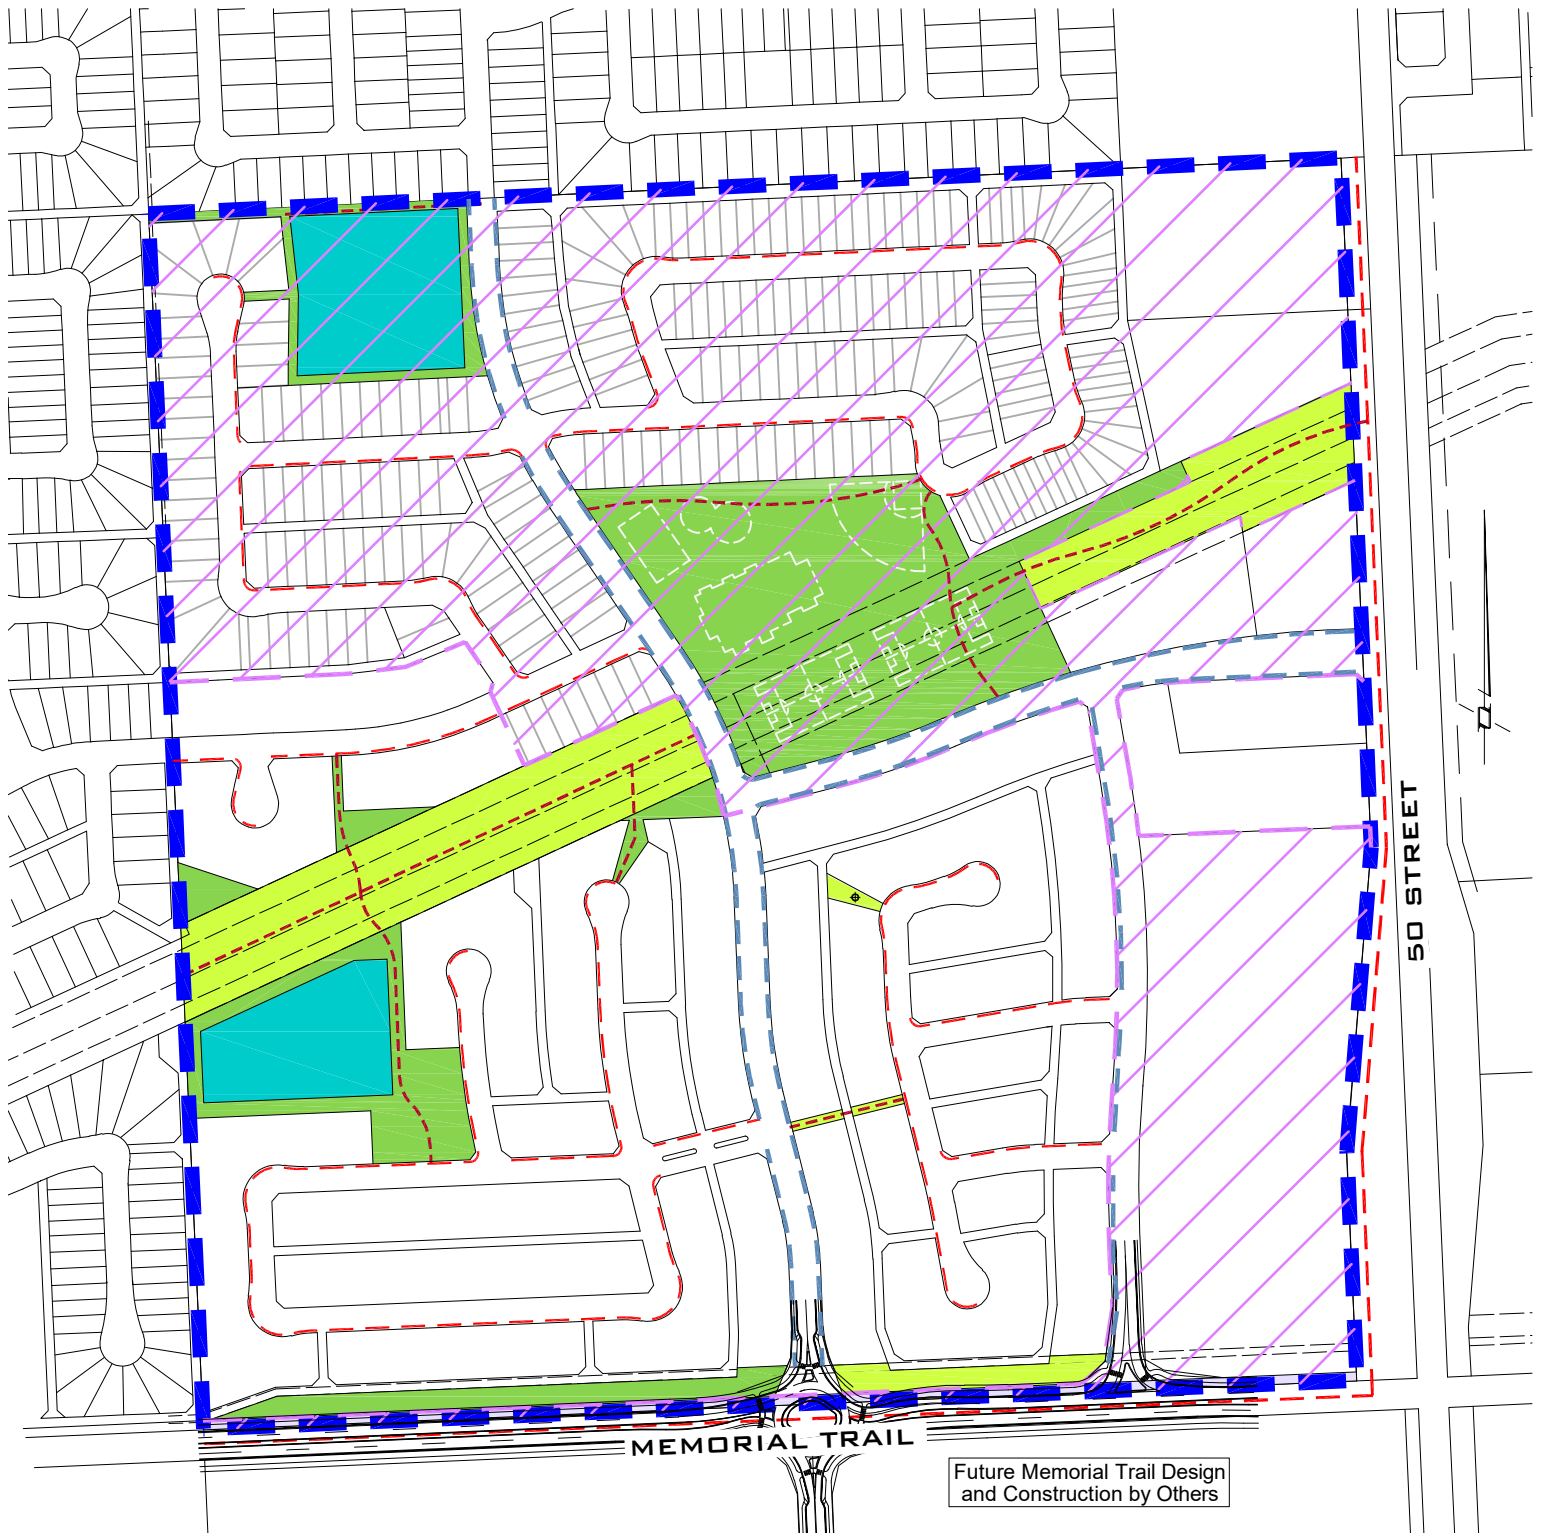 50 STREET
MEMORIAL TRAIL
Future Memorial Trail Design
and Construction by Others